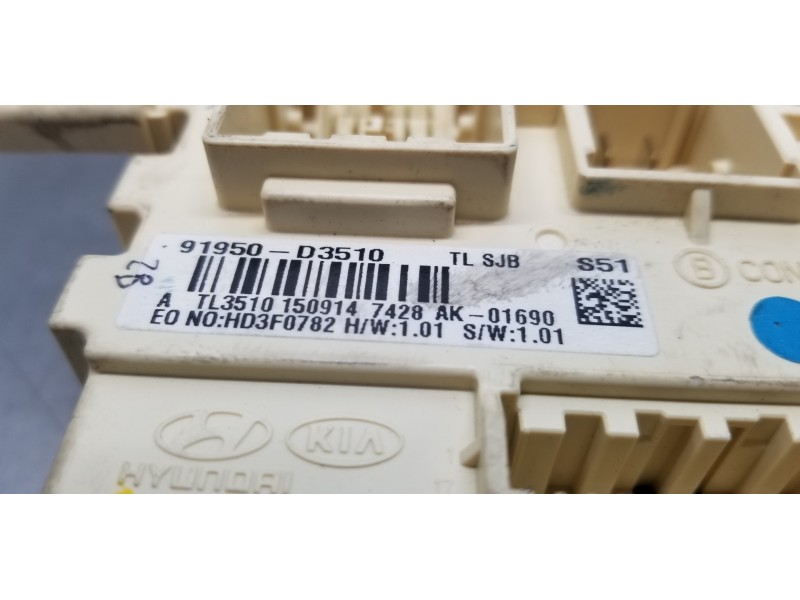 91950-D3510 TL SJB S51
A TL3510 150914 7428 AK-01690
EO NO:HD3F0782 H/W:1.01 S/W:1.01
B CON
KIA
HYUNDAI